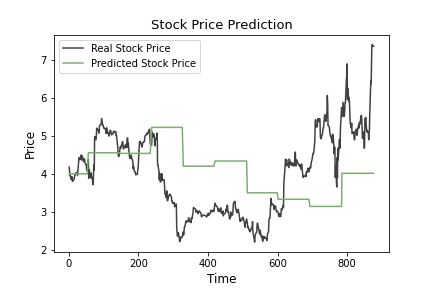 Stock Price Prediction
Real Stock Price
Predicted Stock Price
Price
7
6
5
4
3
2
0
200
400
600
800
Time